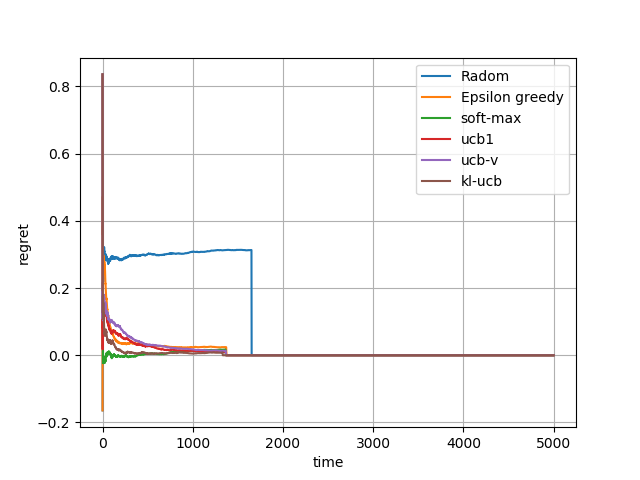 0.8
0.6
0.4
0.2
0.0
−0.2
regret
0
1000
2000
3000
4000
5000
time
Radom
Epsilon greedy
soft-max
ucb1
ucb-v
kl-ucb